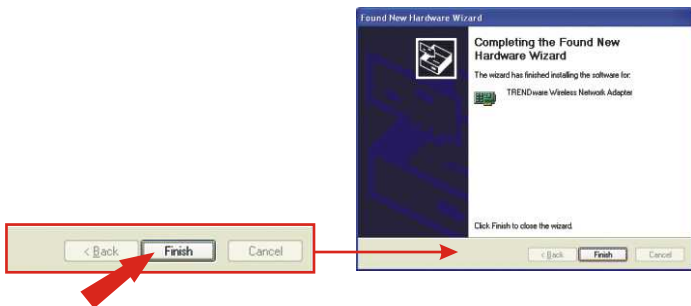 Found New Hardware Wizard
Completing the Found New
Hardware Wizard
The wizard has finished installing the software for:
TRENDware Wireless Network Adapter
Click Finish to close the wizard.
< Back Finish Cancel
< Back Finish Cancel